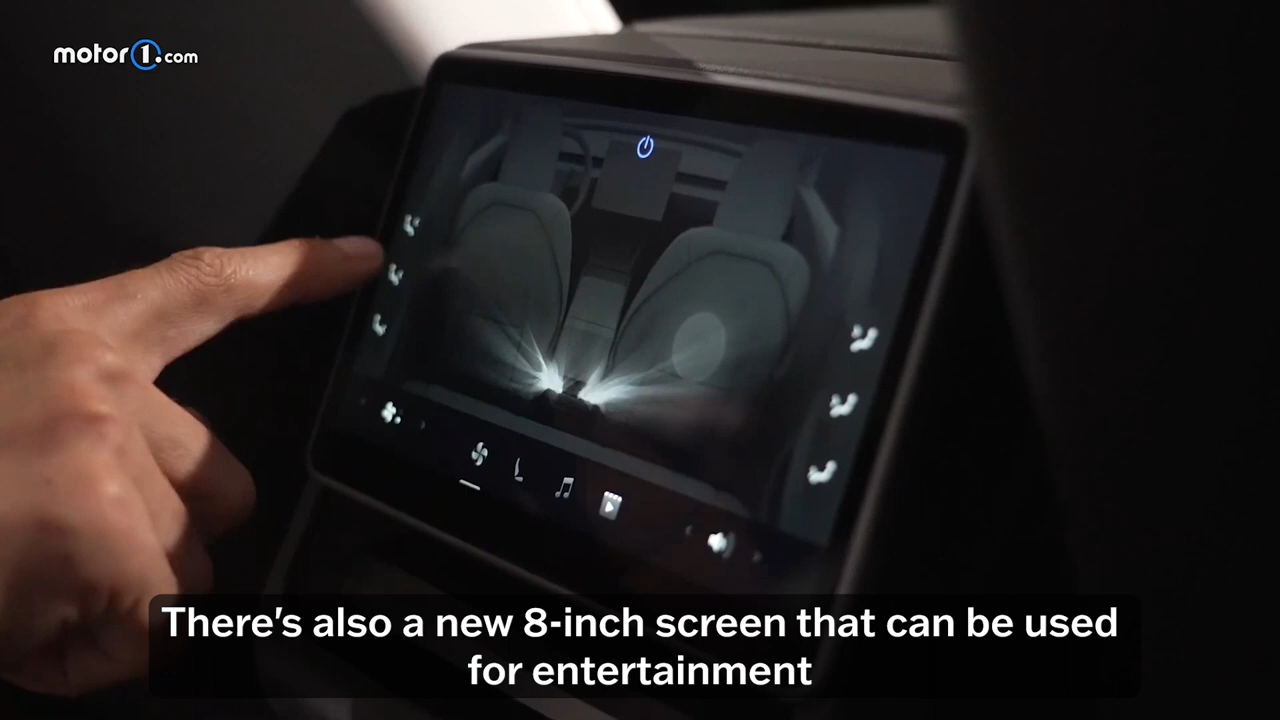 motor1.com
There's also a new 8-inch screen that can be used
for entertainment